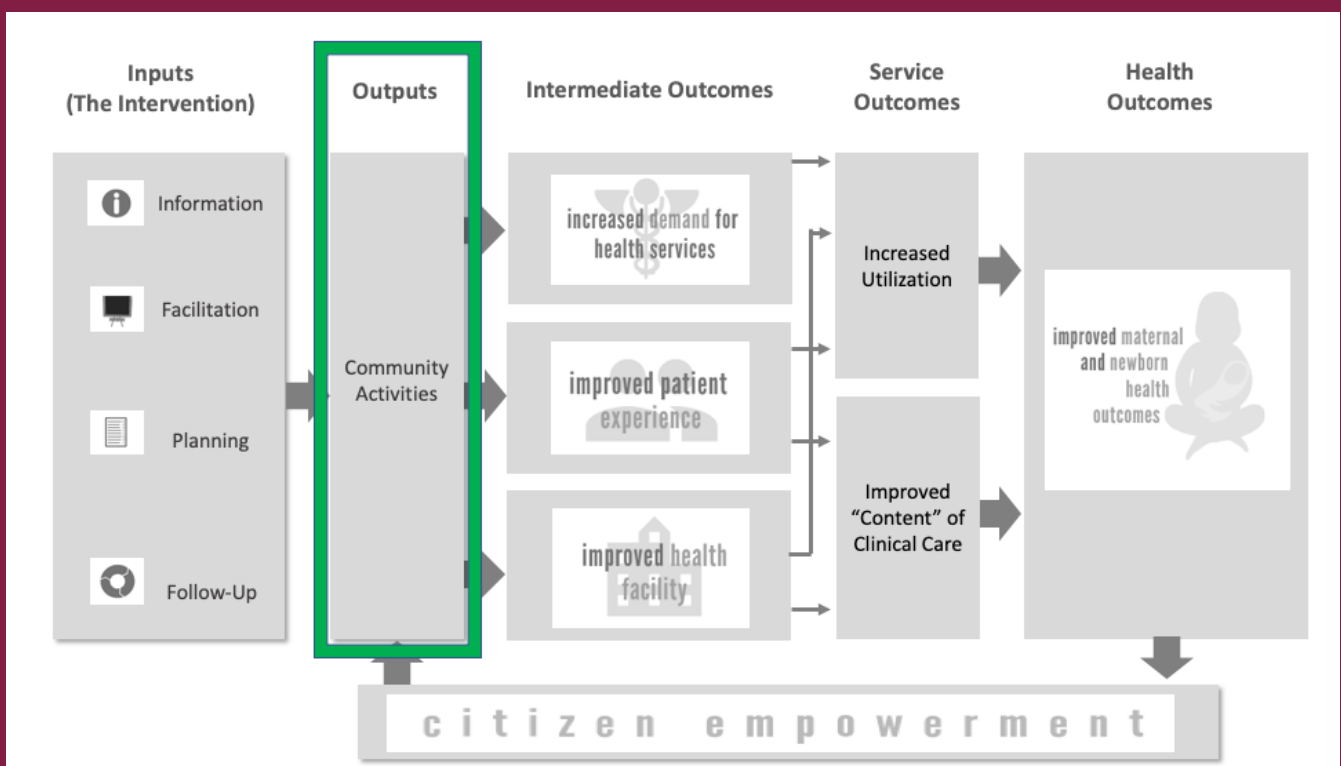 Inputs
(The Intervention)
Outputs
Intermediate Outcomes
Service
Outcomes
Health
Outcomes
Information
Facilitation
Planning
Follow-Up
Community
Activities
increased demand for
health services
improved patient
experience
improved health
facility
Increased
Utilization
Improved
“Content” of
Clinical Care
improved maternal
and newborn
health
outcomes
citizen empowerment